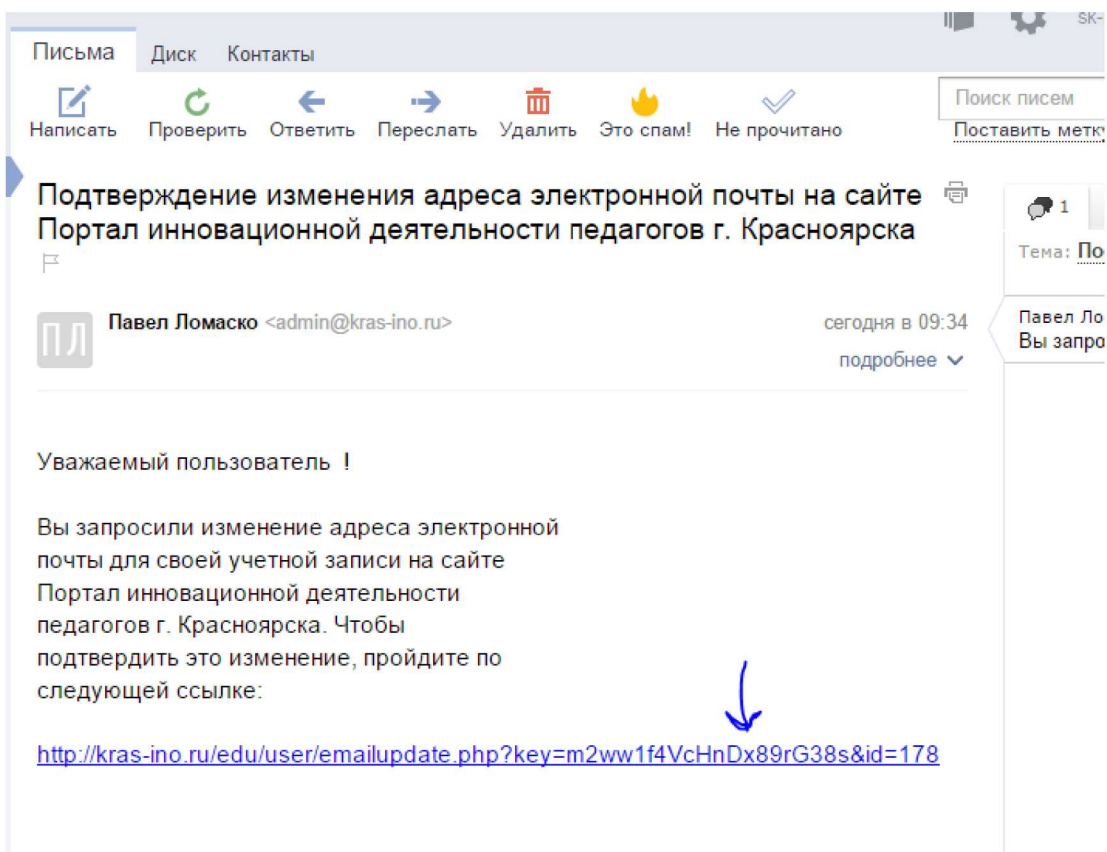 SK-
Письма Диск Контакты
Написать Проверить Ответить Переслать Удалить Это спам! Не прочитано
Поиск писем
Поставить метку
Подтверждение изменения адреса электронной почты на сайте
Портал инновационной деятельности педагогов г. Красноярска
1
Тема: По
ПЛ
Павел Ломаско <admin@kras-ino.ru> сегодня в 09:34
подробнее
Павел Ло
Вы запро
Уважаемый пользователь !
Вы запросили изменение адреса электронной
почты для своей учетной записи на сайте
Портал инновационной деятельности
педагогов г. Красноярска. Чтобы
подтвердить это изменение, пройдите по
следующей ссылке:
http://kras-ino.ru/edu/user/emailupdate.php?key=m2ww1f4VcHnDx89rG38s&id=178